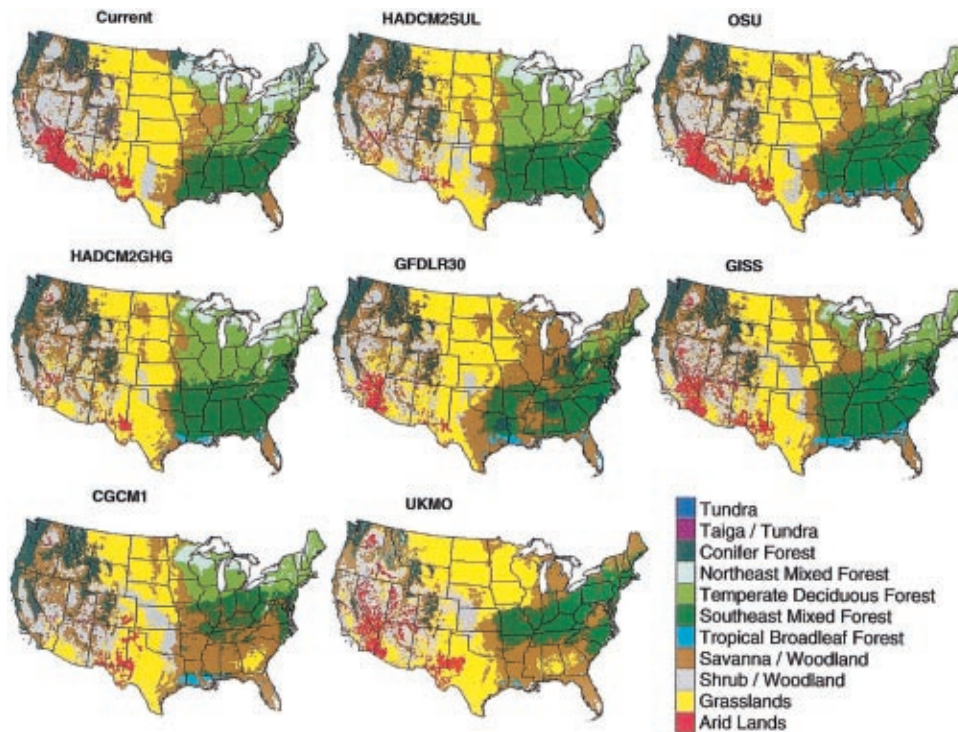 Current
HADCM2SUL
OSU
HADCM2GHG
GFDLR30
GISS
CGCM1
UKMO
Tundra
Taiga / Tundra
Conifer Forest
Northeast Mixed Forest
Temperate Deciduous Forest
Southeast Mixed Forest
Tropical Broadleaf Forest
Savanna / Woodland
Shrub / Woodland
Grasslands
Arid Lands